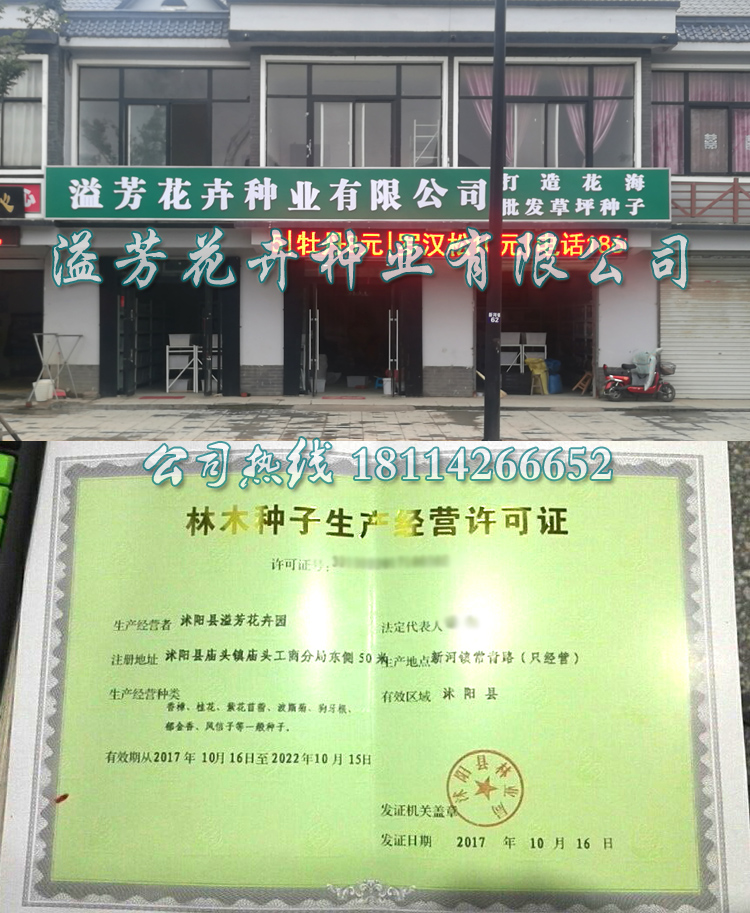 溢芳花卉种业有限公司
打造花海
批发草坪种子
溢芳花卉种业有限公司
62
公司热线 18114266652
林木种子生产经营许可证
许可证号:
生产经营者 沭阳县溢芳花卉园
法定代表人
注册地址 沭阳县庙头镇庙头工商分局东侧50米
生产地点 新河镇常青路(只经营)
生产经营种类
香樟、桂花、紫花苜蓿、波斯菊、狗牙根、
郁金香、风信子等一般种子。
有效区域 沭阳县
有效期从2017年10月16日至2022年10月15日
沭阳县林业局
发证机关盖章
发证日期 2017 年 10 月 16 日